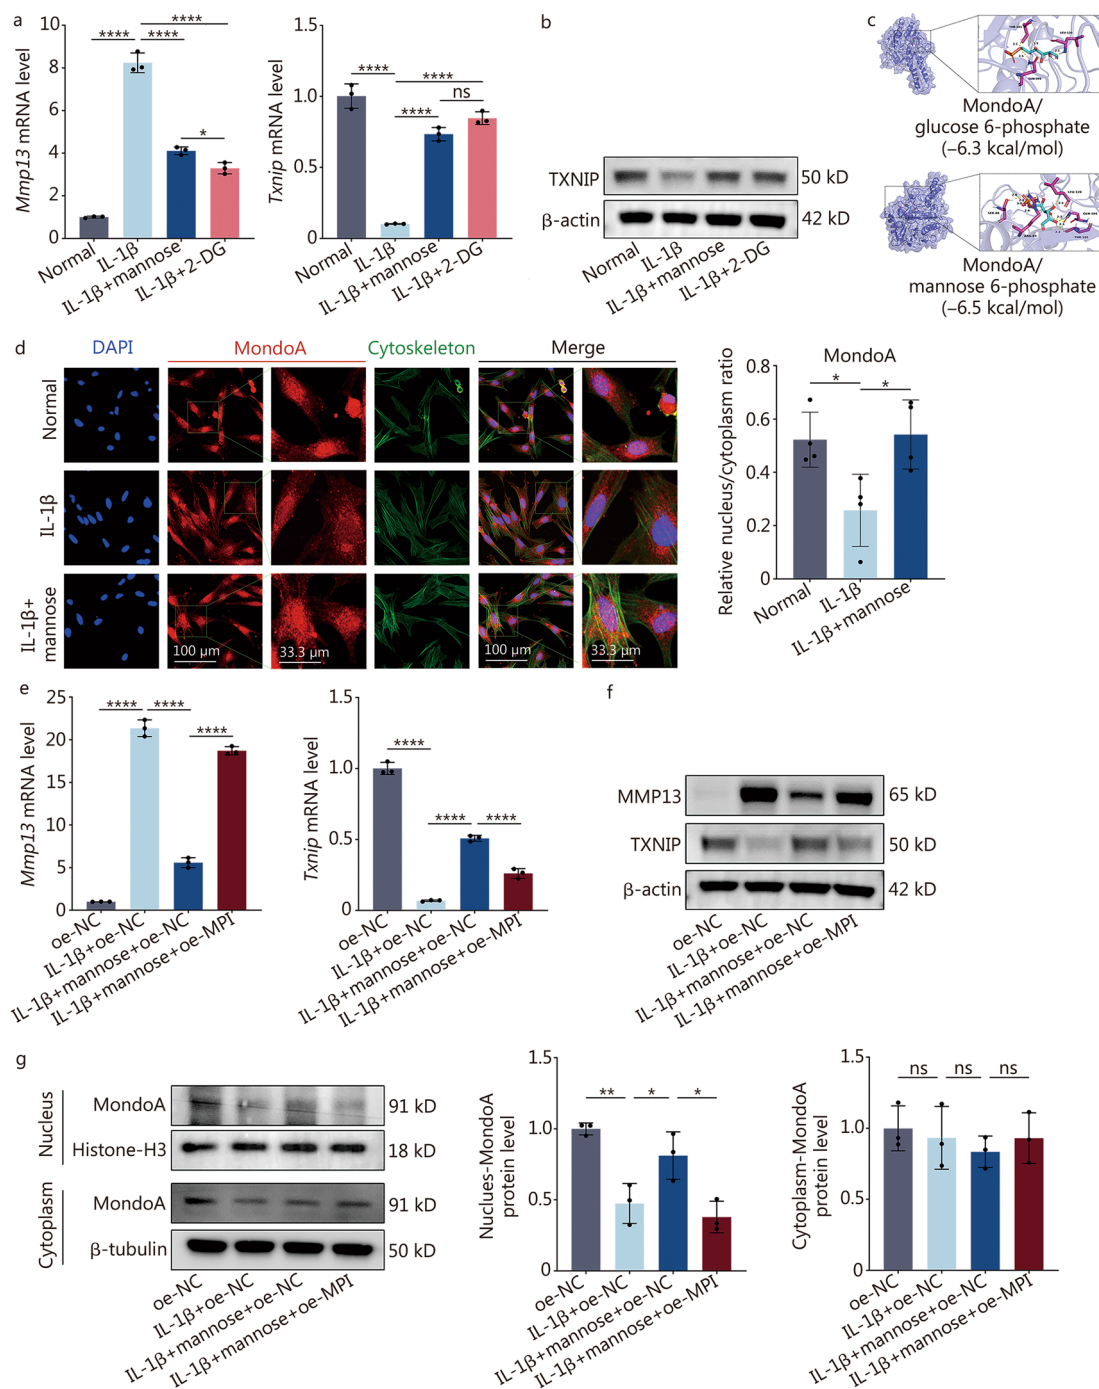 a
Mmp13 mRNA level
10
8
6
4
2
0
****
****
****
*
Normal
IL-1β
IL-1β+mannose
IL-1β+2-DG
Txnip mRNA level
1.5
1.0
0.5
0
****
****
ns
****
Normal
IL-1β
IL-1β+mannose
IL-1β+2-DG
b
TXNIP
50 kD
β-actin
42 kD
Normal
IL-1β
IL-1β+mannose
IL-1β+2-DG
c
MondoA/
glucose 6-phosphate
(−6.3 kcal/mol)
MondoA/
mannose 6-phosphate
(−6.5 kcal/mol)
d
DAPI
MondoA
Cytoskeleton
Merge
Normal
IL-1β
IL-1β+
mannose
100 μm
33.3 μm
100 μm
33.3 μm
MondoA
Relative nucleus/cytoplasm ratio
0.8
0.6
0.4
0.2
0
*
*
Normal
IL-1β
IL-1β+mannose
e
Mmp13 mRNA level
25
20
15
10
5
0
****
****
****
oe-NC
IL-1β+oe-NC
IL-1β+mannose+oe-NC
IL-1β+mannose+oe-MPI
Txnip mRNA level
1.5
1.0
0.5
0
****
****
****
oe-NC
IL-1β+oe-NC
IL-1β+mannose+oe-NC
IL-1β+mannose+oe-MPI
f
MMP13
65 kD
TXNIP
50 kD
β-actin
42 kD
oe-NC
IL-1β+oe-NC
IL-1β+mannose+oe-NC
IL-1β+mannose+oe-MPI
g
Nucleus
MondoA
91 kD
Histone-H3
18 kD
Cytoplasm
MondoA
91 kD
β-tubulin
50 kD
oe-NC
IL-1β+oe-NC
IL-1β+mannose+oe-NC
IL-1β+mannose+oe-MPI
Nuclues-MondoA
protein level
1.5
1.0
0.5
0
**
*
*
oe-NC
IL-1β+oe-NC
IL-1β+mannose+oe-NC
IL-1β+mannose+oe-MPI
Cytoplasm-MondoA
protein level
1.5
1.0
0.5
0
ns
ns
ns
oe-NC
IL-1β+oe-NC
IL-1β+mannose+oe-NC
IL-1β+mannose+oe-MPI